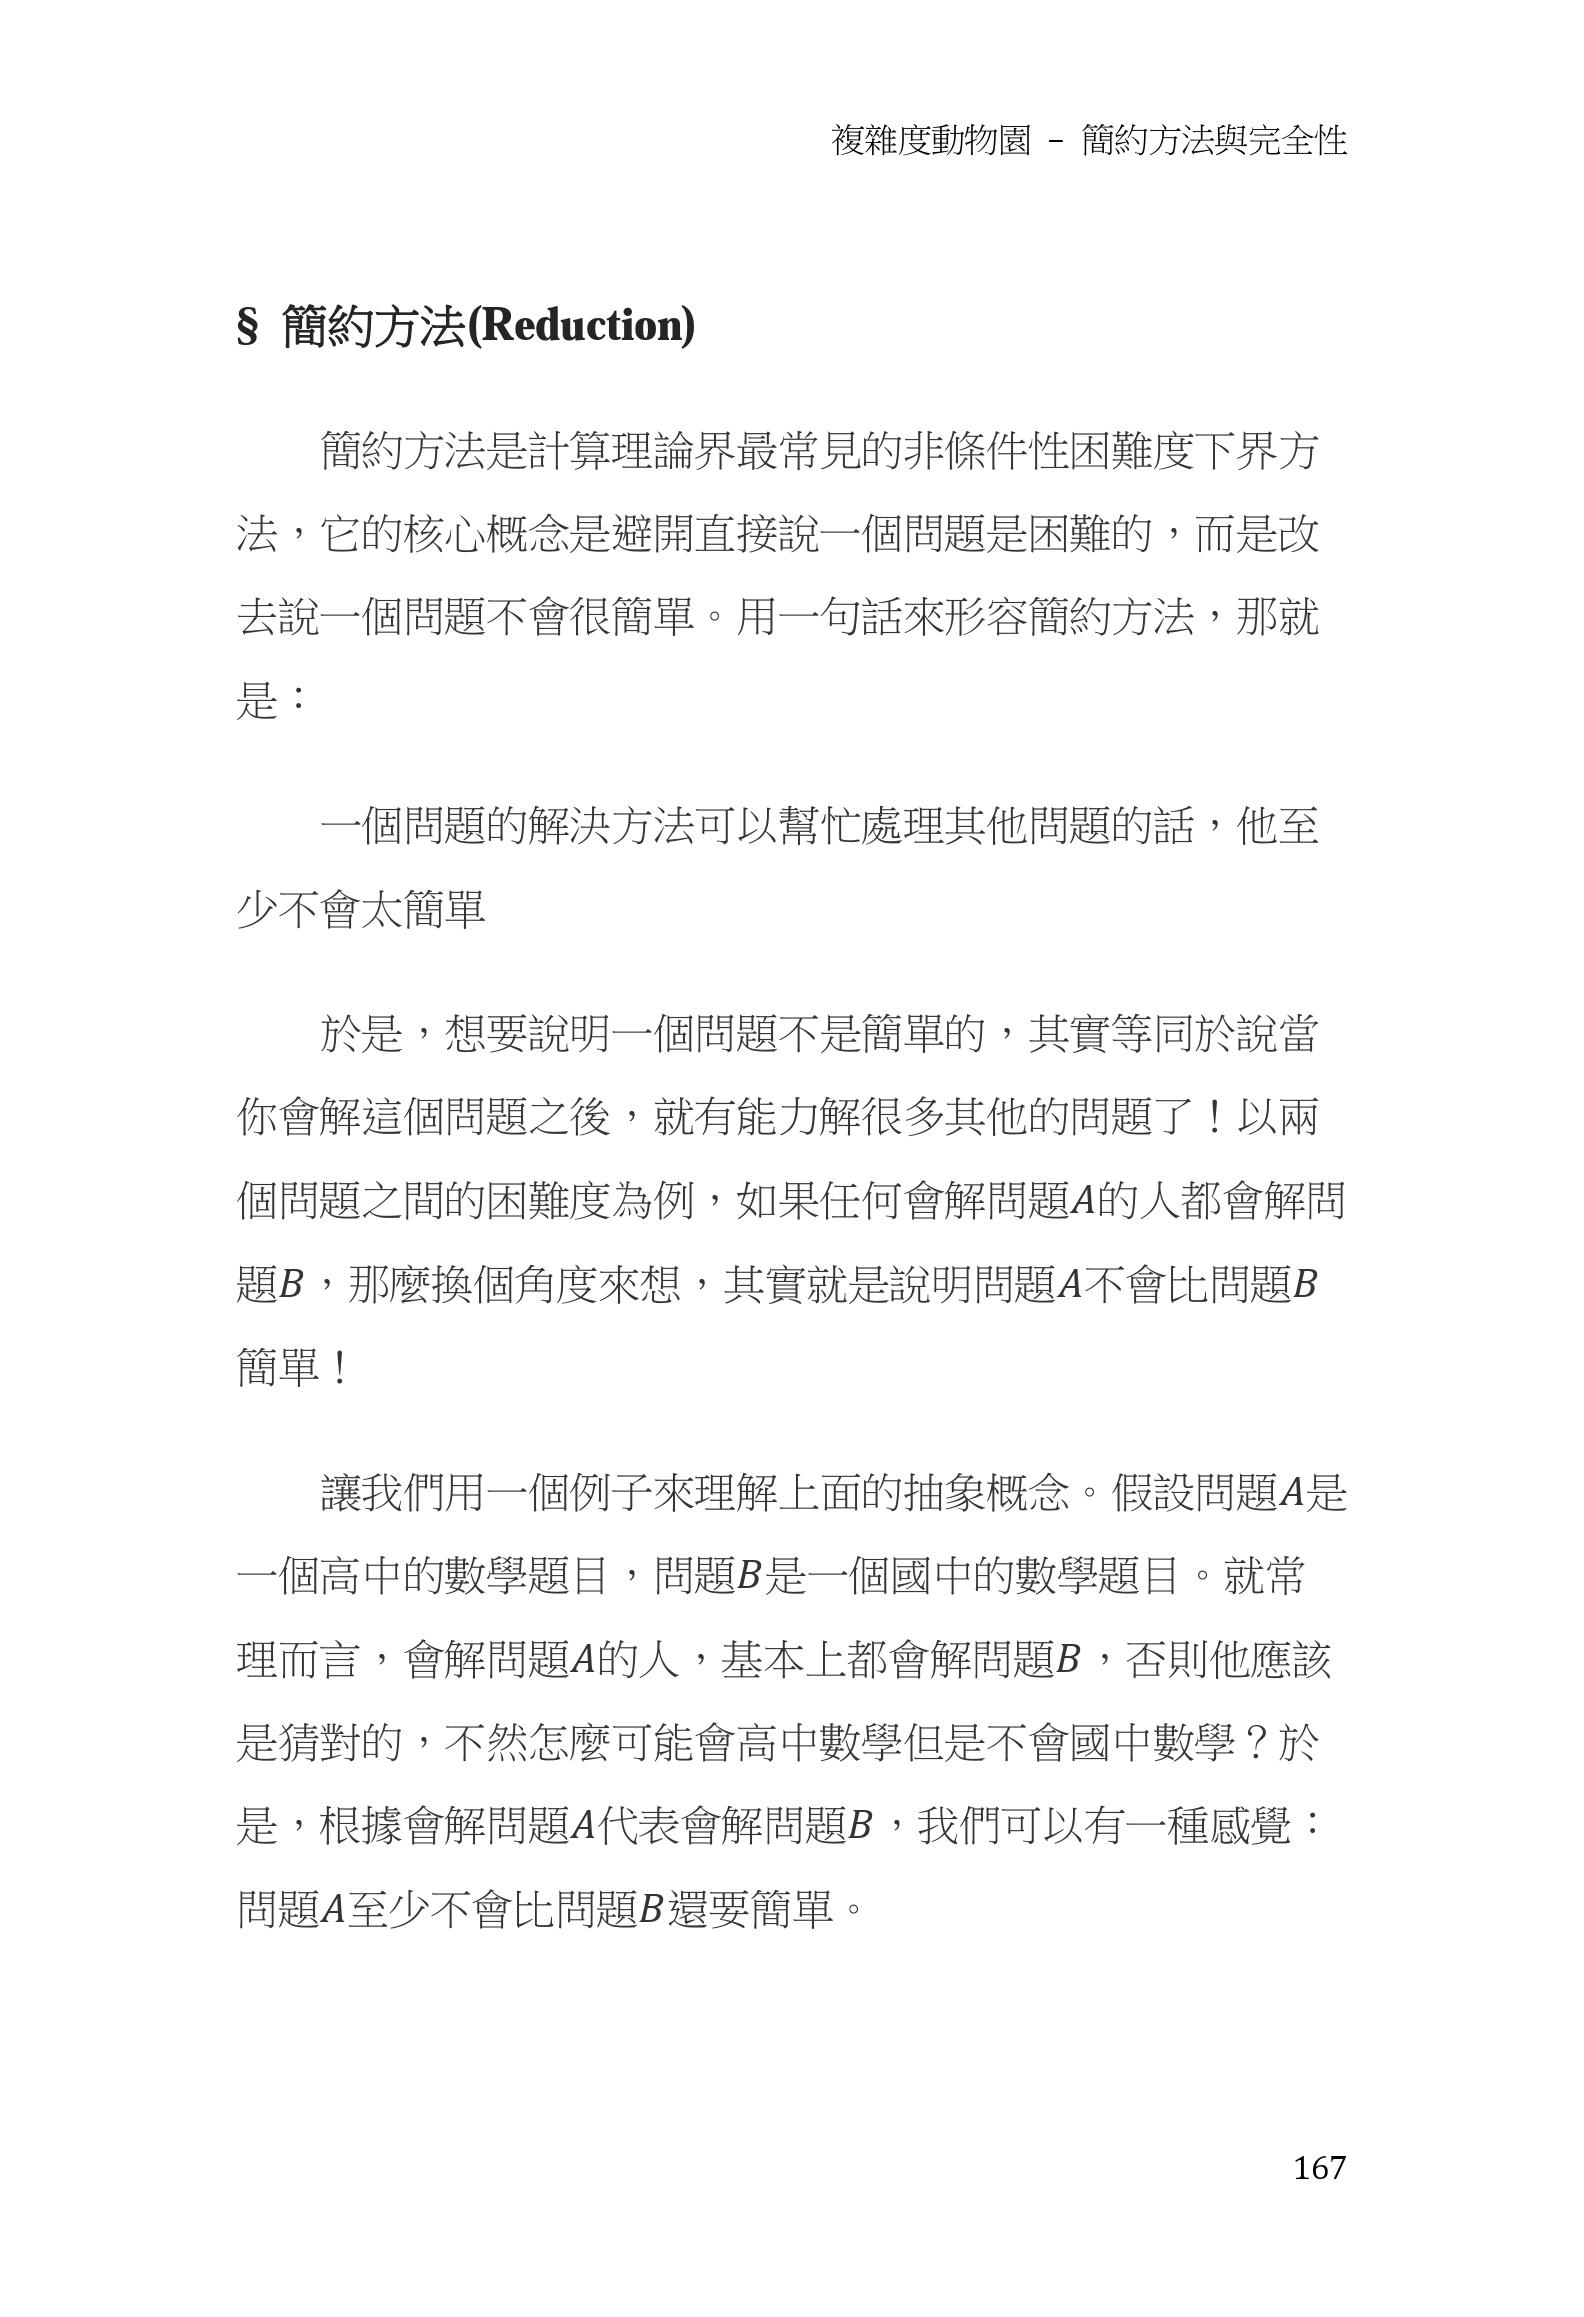 複雜度動物園 – 簡約方法與完全性
§ 簡約方法(Reduction)
簡約方法是計算理論界最常見的非條件性困難度下界方
法，它的核心概念是避開直接說一個問題是困難的，而是改
去說一個問題不會很簡單。用一句話來形容簡約方法，那就
是：
一個問題的解決方法可以幫忙處理其他問題的話，他至
少不會太簡單
於是，想要說明一個問題不是簡單的，其實等同於說當
你會解這個問題之後，就有能力解很多其他的問題了！以兩
個問題之間的困難度為例，如果任何會解問題A的人都會解問
題B，那麼換個角度來想，其實就是說明問題A不會比問題B
簡單！
讓我們用一個例子來理解上面的抽象概念。假設問題A是
一個高中的數學題目，問題B是一個國中的數學題目。就常
理而言，會解問題A的人，基本上都會解問題B，否則他應該
是猜對的，不然怎麼可能會高中數學但是不會國中數學？於
是，根據會解問題A代表會解問題B，我們可以有一種感覺：
問題A至少不會比問題B還要簡單。
167